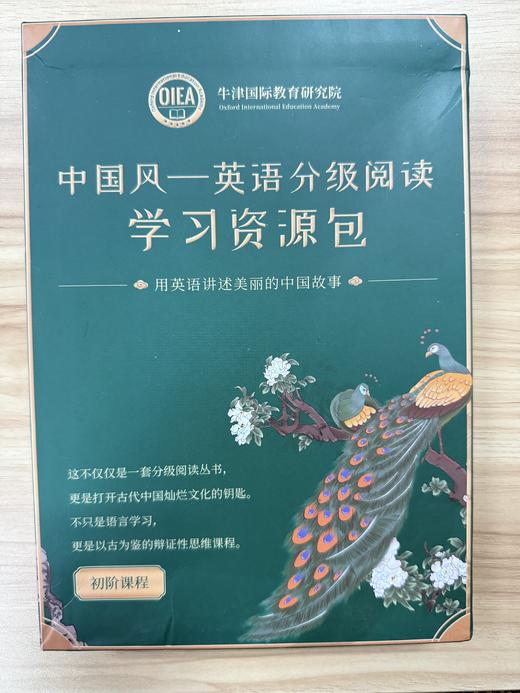 OIEA
牛津国际教育研究院
Oxford International Education Academy
中国风—英语分级阅读
学习资源包
用英语讲述美丽的中国故事
这不仅仅是一套分级阅读丛书，
更是打开古代中国灿烂文化的钥匙。
不只是语言学习，
更是以古为鉴的辩证性思维课程。
初阶课程